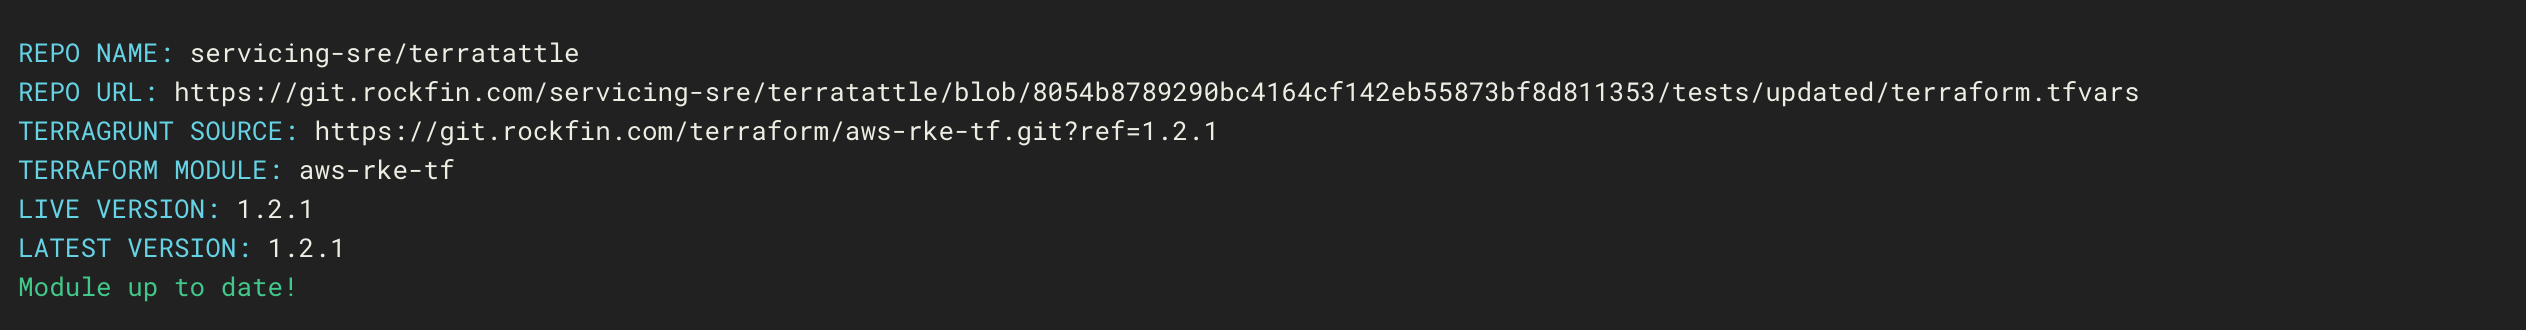 REPO NAME: servicing-sre/terratattle
REPO URL: https://git.rockfin.com/servicing-sre/terratattle/blob/8054b8789290bc4164cf142eb55873bf8d811353/tests/updated/terraform.tfvars
TERRAGRUNT SOURCE: https://git.rockfin.com/terraform/aws-rke-tf.git?ref=1.2.1
TERRAFORM MODULE: aws-rke-tf
LIVE VERSION: 1.2.1
LATEST VERSION: 1.2.1
Module up to date!